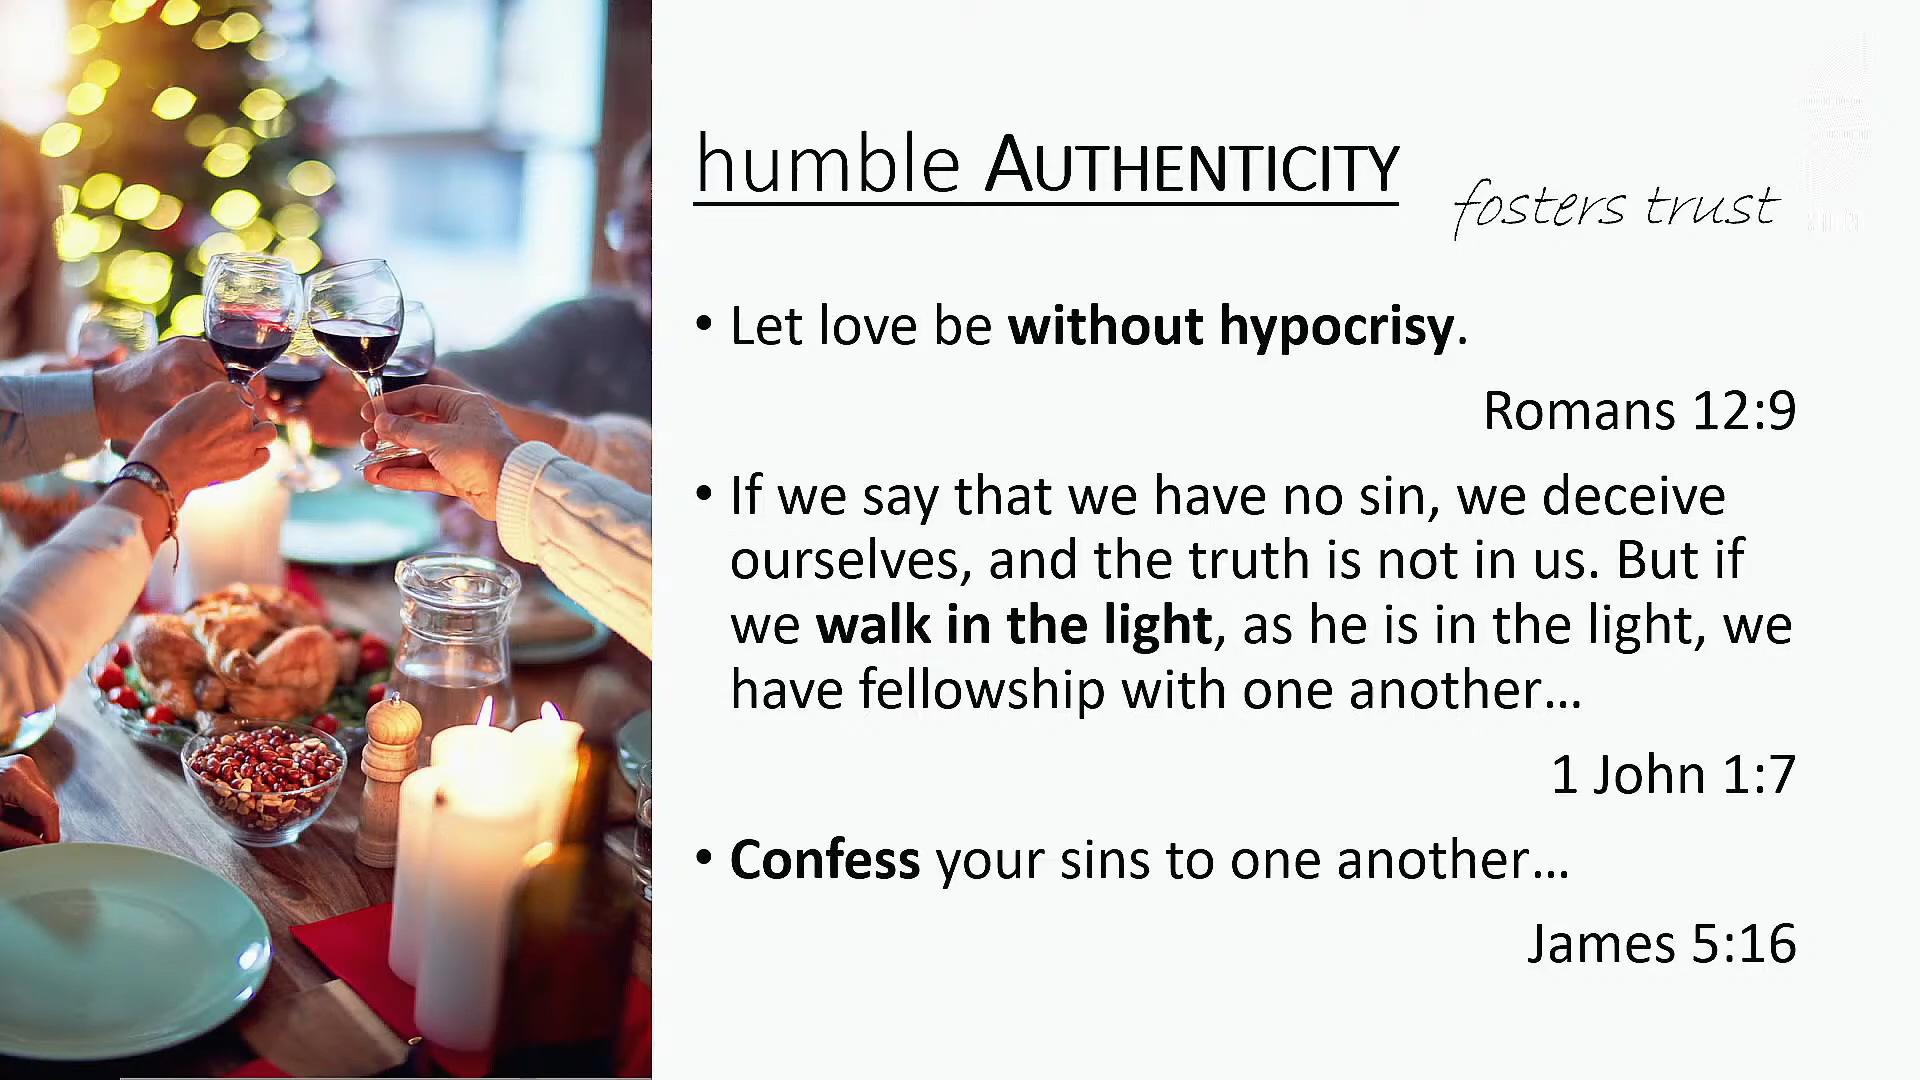 humble AUTHENTICITY
fosters trust
• Let love be without hypocrisy.
Romans 12:9
• If we say that we have no sin, we deceive
ourselves, and the truth is not in us. But if
we walk in the light, as he is in the light, we
have fellowship with one another…
1 John 1:7
• Confess your sins to one another…
James 5:16